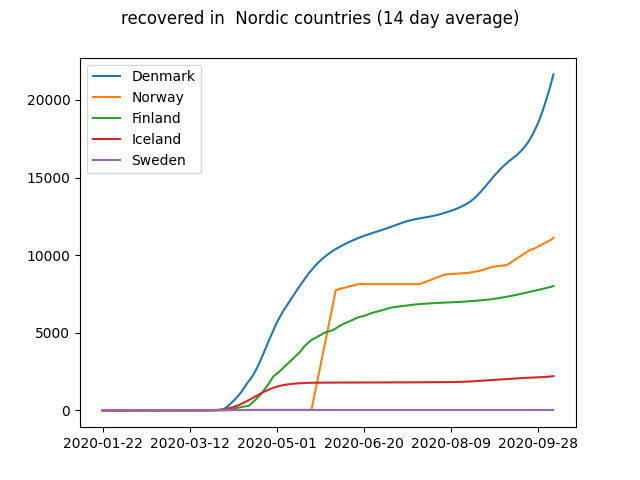 recovered in  Nordic countries (14 day average)
Denmark
Norway
Finland
Iceland
Sweden
20000
15000
10000
5000
0
2020-01-22 2020-03-12 2020-05-01 2020-06-20 2020-08-09 2020-09-28